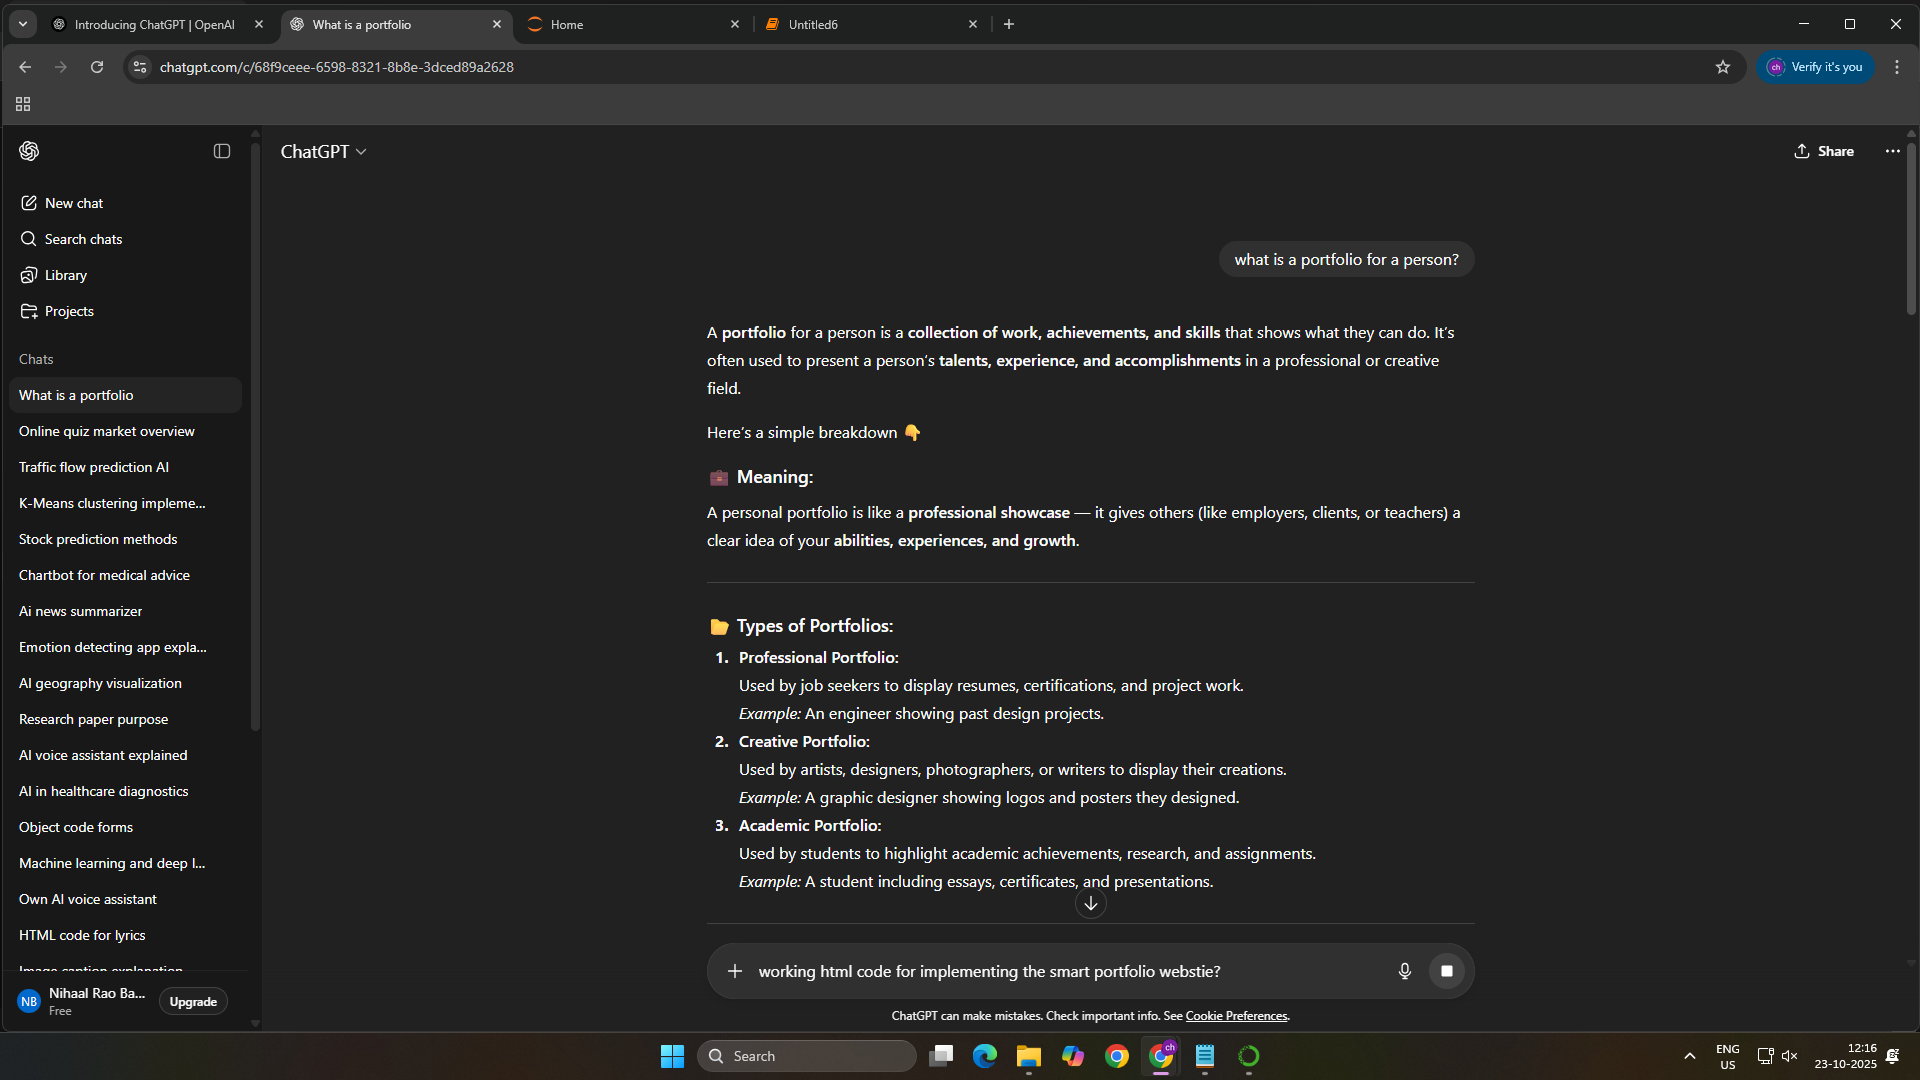 Introducing ChatGPT | OpenAI
What is a portfolio
Home
Untitled6
chatgpt.com/c/68f9ceee-6598-8321-8b8e-3dced89a2628
ch
Verify it's you
ChatGPT
Share
New chat
Search chats
Library
Projects
Chats
What is a portfolio
Online quiz market overview
Traffic flow prediction AI
K-Means clustering impleme...
Stock prediction methods
Chartbot for medical advice
Ai news summarizer
Emotion detecting app expla...
AI geography visualization
Research paper purpose
AI voice assistant explained
AI in healthcare diagnostics
Object code forms
Machine learning and deep l...
Own AI voice assistant
HTML code for lyrics
Image caption explanation
NB
Nihaal Rao Ba...
Free
Upgrade
what is a portfolio for a person?
A portfolio for a person is a collection of work, achievements, and skills that shows what they can do. It’s
often used to present a person’s talents, experience, and accomplishments in a professional or creative
field.
Here’s a simple breakdown 👇
💼 Meaning:
A personal portfolio is like a professional showcase — it gives others (like employers, clients, or teachers) a
clear idea of your abilities, experiences, and growth.
📂 Types of Portfolios:
1. Professional Portfolio:
Used by job seekers to display resumes, certifications, and project work.
Example: An engineer showing past design projects.
2. Creative Portfolio:
Used by artists, designers, photographers, or writers to display their creations.
Example: A graphic designer showing logos and posters they designed.
3. Academic Portfolio:
Used by students to highlight academic achievements, research, and assignments.
Example: A student including essays, certificates, and presentations.
working html code for implementing the smart portfolio webstie?
ChatGPT can make mistakes. Check important info. See Cookie Preferences.
Search
ch
ENG
US
12:16
23-10-2025